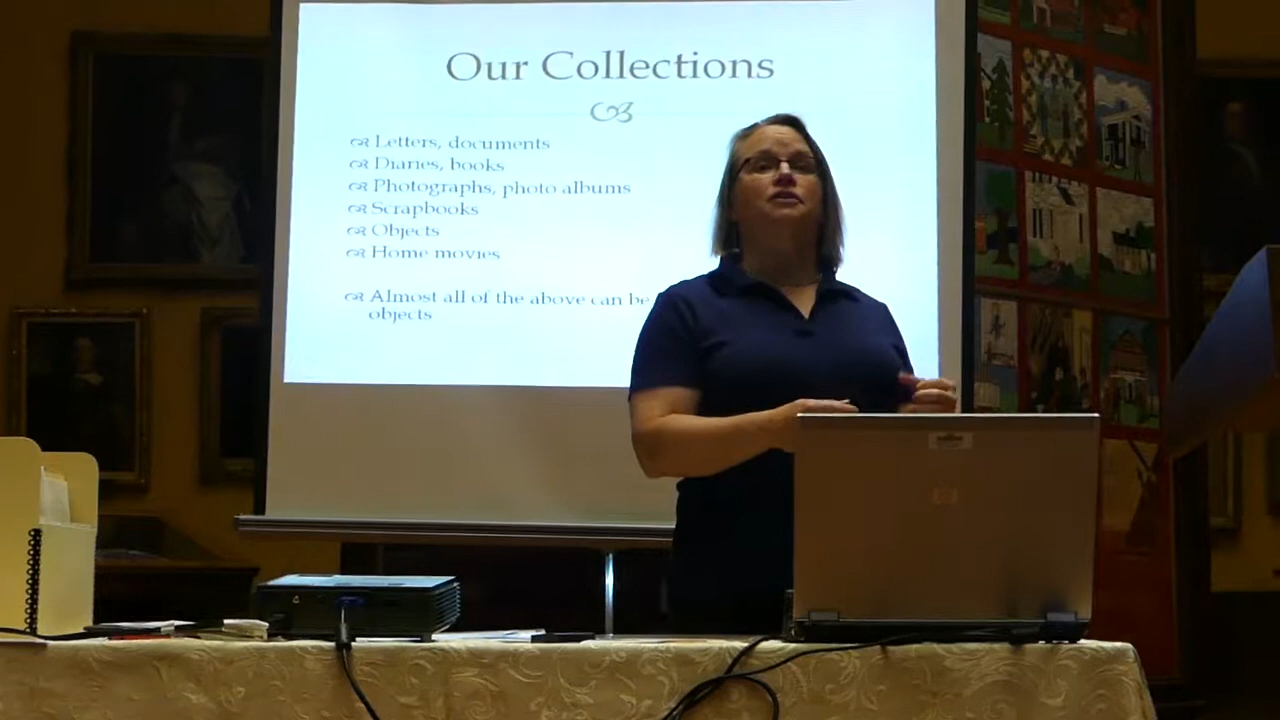 Our Collections
Letters, documents
Diaries, books
Photographs, photo albums
Scrapbooks
Objects
Home movies
Almost all of the above can be
objects
hp